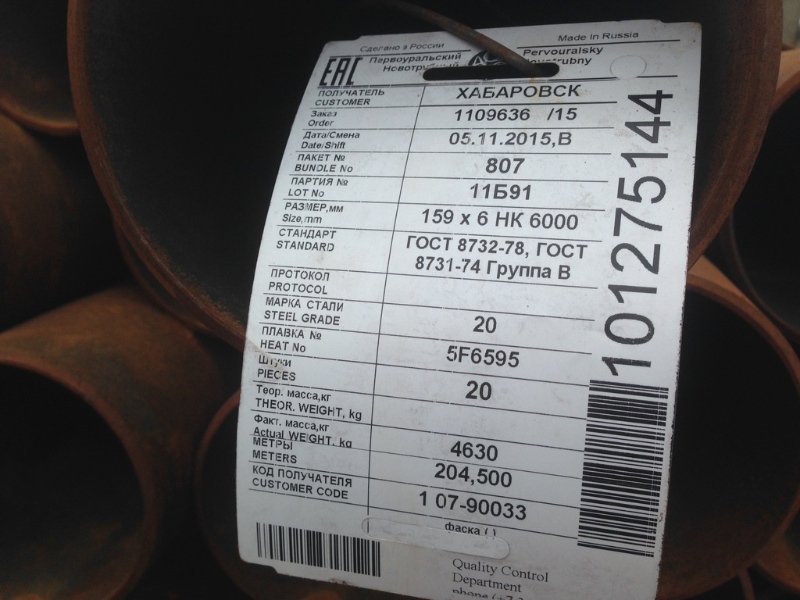 Сделано в России
Made in Russia
EAC
Первоуральский
Pervouralsky
ПОЛУЧАТЕЛЬ
CUSTOMER
ХАБАРОВСК
Заказ
Order
1109636 /15
Дата/Смена
Date/Shift
05.11.2015,В
ПАКЕТ №
BUNDLE No
807
ПАРТИЯ №
LOT No
11Б91
РАЗМЕР,мм
Size,mm
159 x 6 НК 6000
СТАНДАРТ
STANDARD
ГОСТ 8732-78, ГОСТ
8731-74 Группа В
ПРОТОКОЛ
PROTOCOL
МАРКА СТАЛИ
STEEL GRADE
20
ПЛАВКА №
HEAT No
5F6595
Штуки
PIECES
20
Теор. масса,кг
THEOR. WEIGHT, kg
Факт. масса,кг
Actual WEIGHT, kg
4630
МЕТРЫ
METERS
204,500
КОД ПОЛУЧАТЕЛЯ
CUSTOMER CODE
1 07-90033
фаска ( )
101275144
Quality Control
Department